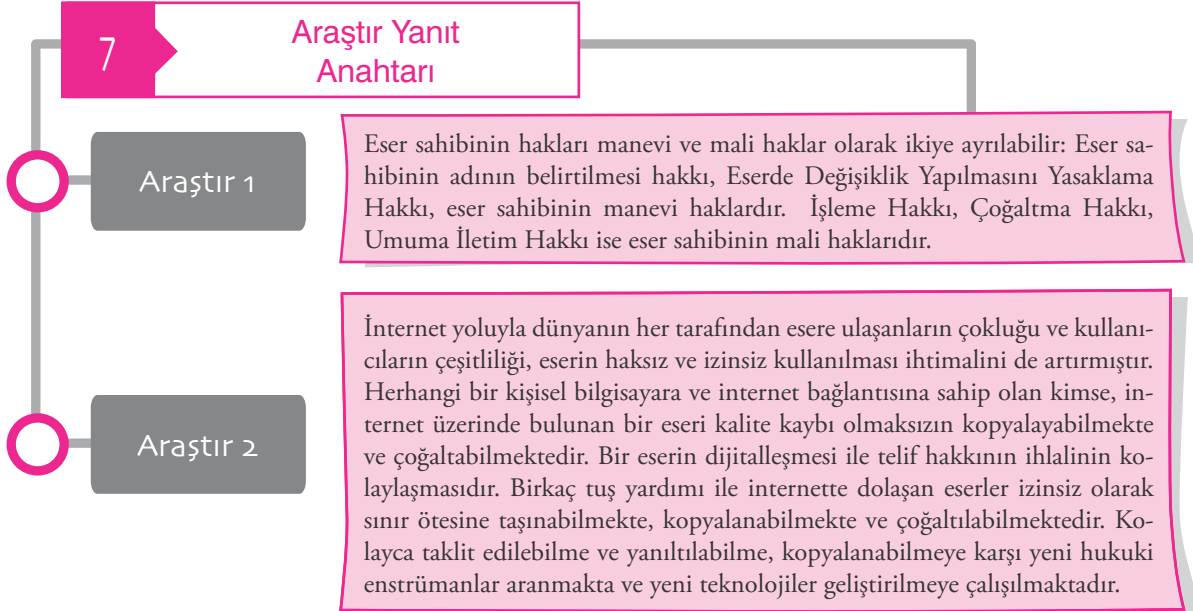 7
Araştır Yanıt
Anahtarı
Araştır 1
Eser sahibinin hakları manevi ve mali haklar olarak ikiye ayrılabilir: Eser sa-
hibinin adının belirtilmesi hakkı, Eserde Değişiklik Yapılmasını Yasaklama
Hakkı, eser sahibinin manevi haklardır. İşleme Hakkı, Çoğaltma Hakkı,
Umuma İletim Hakkı ise eser sahibinin mali haklarıdır.
Araştır 2
İnternet yoluyla dünyanın her tarafından esere ulaşanların çokluğu ve kullanı-
cıların çeşitliliği, eserin haksız ve izinsiz kullanılması ihtimalini de artırmıştır.
Herhangi bir kişisel bilgisayara ve internet bağlantısına sahip olan kimse, in-
ternet üzerinde bulunan bir eseri kalite kaybı olmaksızın kopyalayabilmekte
ve çoğaltabilmektedir. Bir eserin dijitalleşmesi ile telif hakkının ihlalinin ko-
laylaşmasıdır. Birkaç tuş yardımı ile internette dolaşan eserler izinsiz olarak
sınır ötesine taşınabilmekte, kopyalanabilmekte ve çoğaltılabilmektedir. Ko-
layca taklit edilebilme ve yanıltılabilme, kopyalanabilmeye karşı yeni hukuki
enstrümanlar aranmakta ve yeni teknolojiler geliştirilmeye çalışılmaktadır.